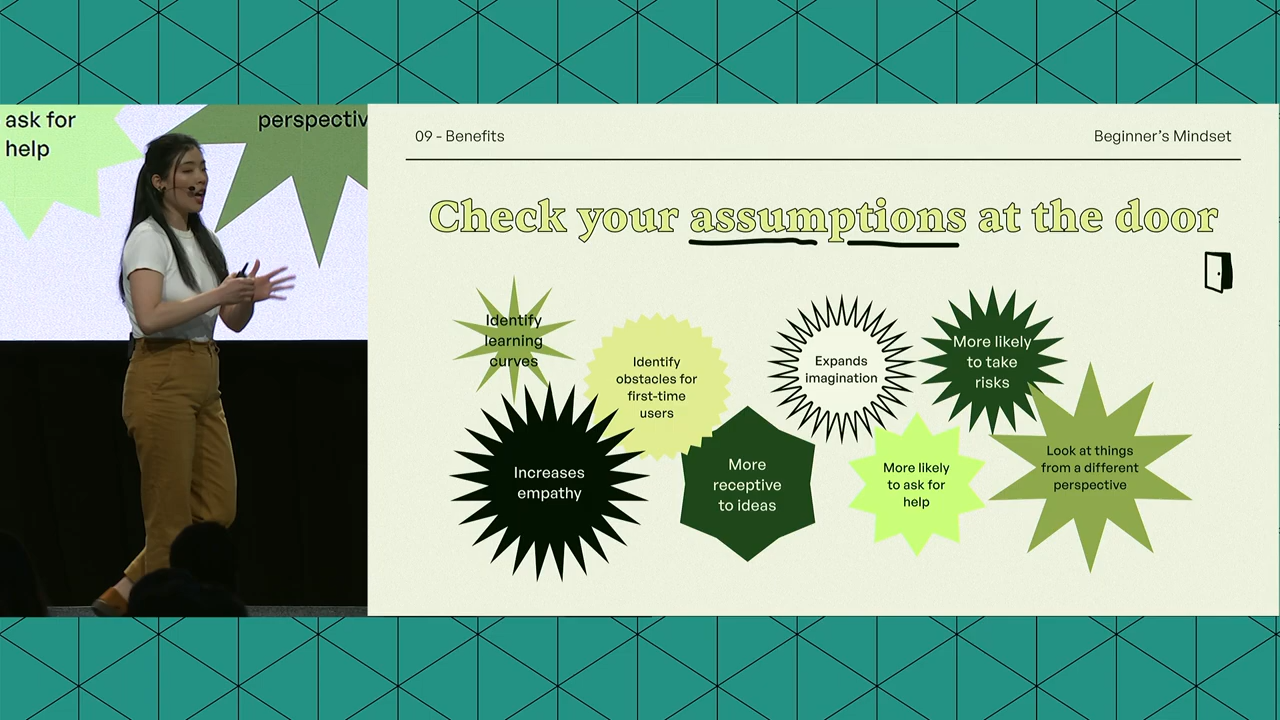 ask for
help
perspectiv
09 - Benefits
Beginner's Mindset
Check your assumptions at the door
Identify
learning
curves
Identify
obstacles for
first-time
users
Expands
imagination
More likely
to take
risks
Increases
empathy
More
receptive
to ideas
More likely
to ask for
help
Look at things
from a different
perspective